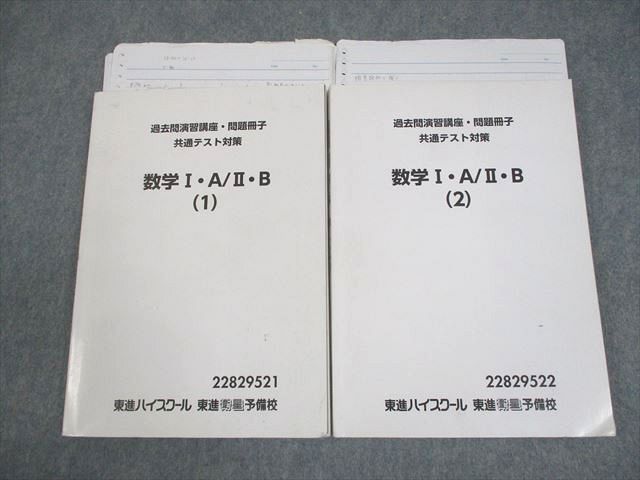 過去問演習講座・問題冊子
共通テスト対策
数学Ⅰ・A/Ⅱ・B
(1)
22829521
東進ハイスクール 東進衛星予備校
過去問演習講座・問題冊子
共通テスト対策
数学Ⅰ・A/Ⅱ・B
(2)
22829522
東進ハイスクール 東進衛星予備校